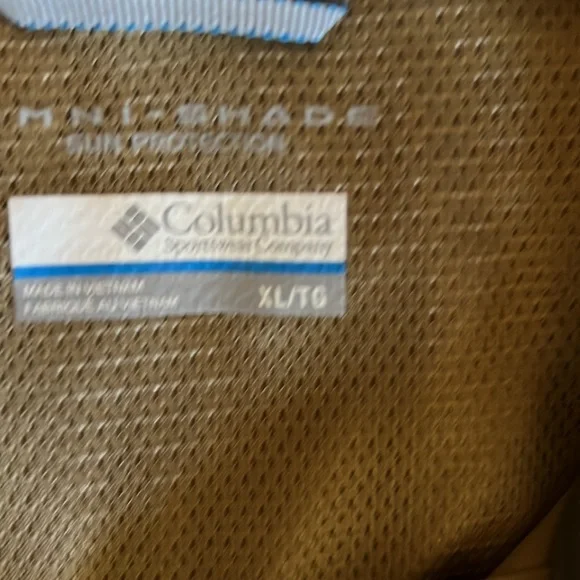 MNI-SHADE
SUN PROTECTION
Columbia
Sportswear Company
MADE IN VIETNAM
FABRIQUÉ AU VIETNAM
XL/TG